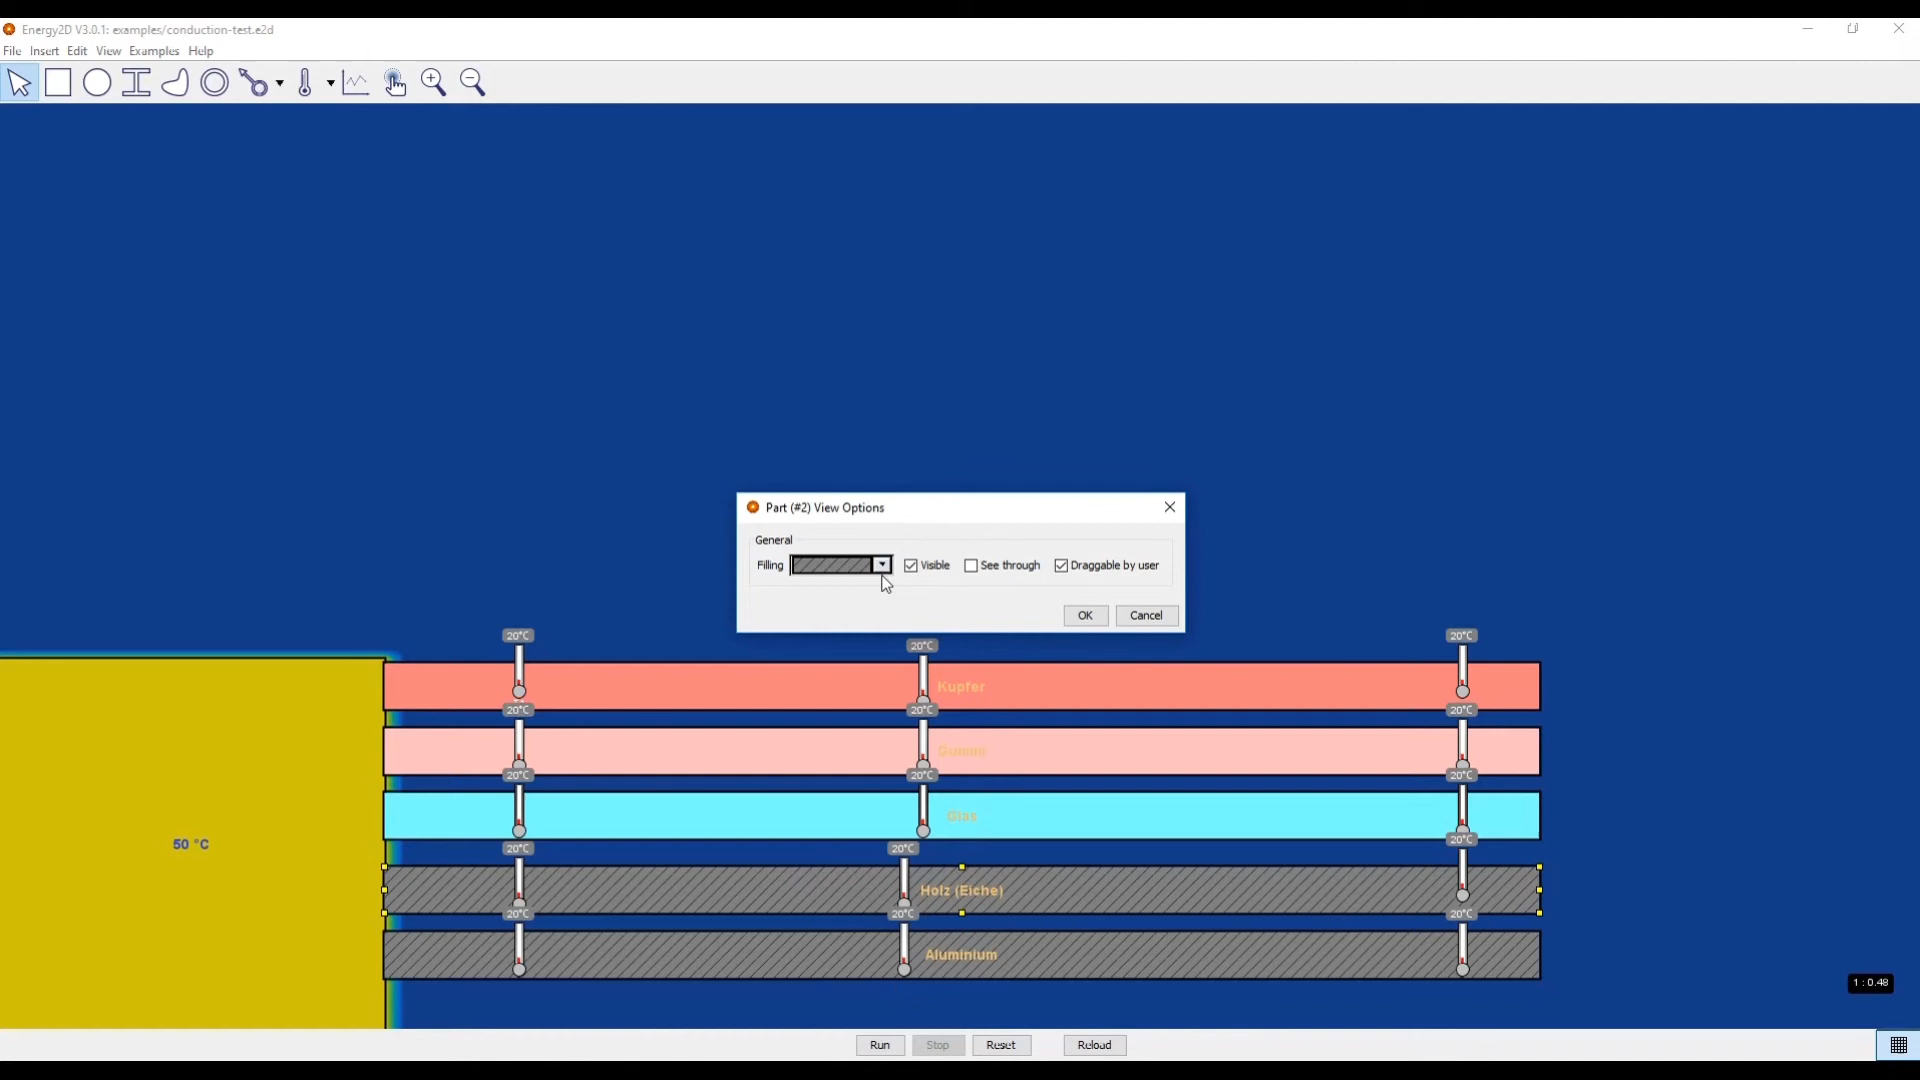 Energy2D V3.0.1: examples/conduction-test.e2d
File Insert Edit View Examples Help
Part (#2) View Options
General
Filling Visible See through Draggable by user
OK Cancel
20°C 20°C 20°C
Kupfer
20°C 20°C 20°C
Gummi
20°C 20°C 20°C
Glas
50 °C
20°C 20°C 20°C
Holz (Eiche)
20°C 20°C 20°C
Aluminium
1 : 0.48
Run Stop Reset Reload